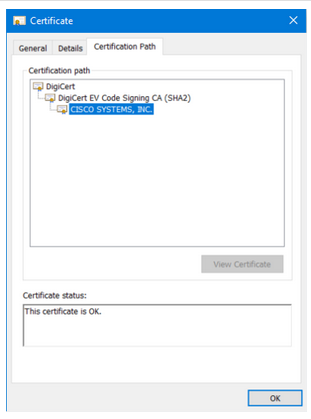 Certificate
General Details Certification Path
Certification path
DigiCert
DigiCert EV Code Signing CA (SHA2)
CISCO SYSTEMS, INC.
View Certificate
Certificate status:
This certificate is OK.
OK